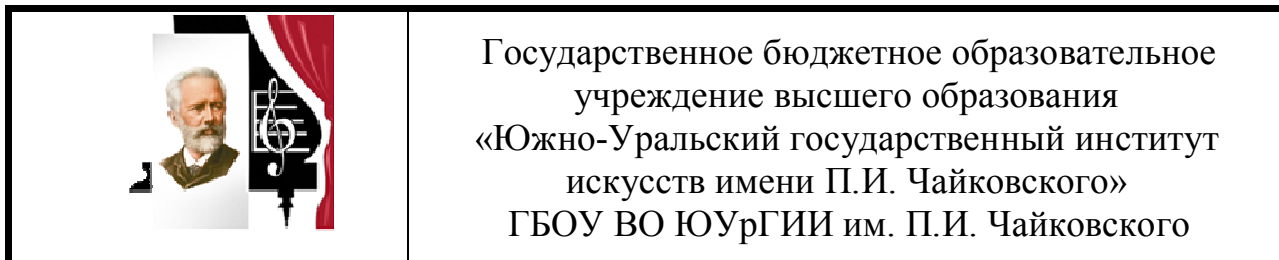 Государственное бюджетное образовательное
учреждение высшего образования
«Южно-Уральский государственный институт
искусств имени П.И. Чайковского»
ГБОУ ВО ЮУрГИИ им. П.И. Чайковского